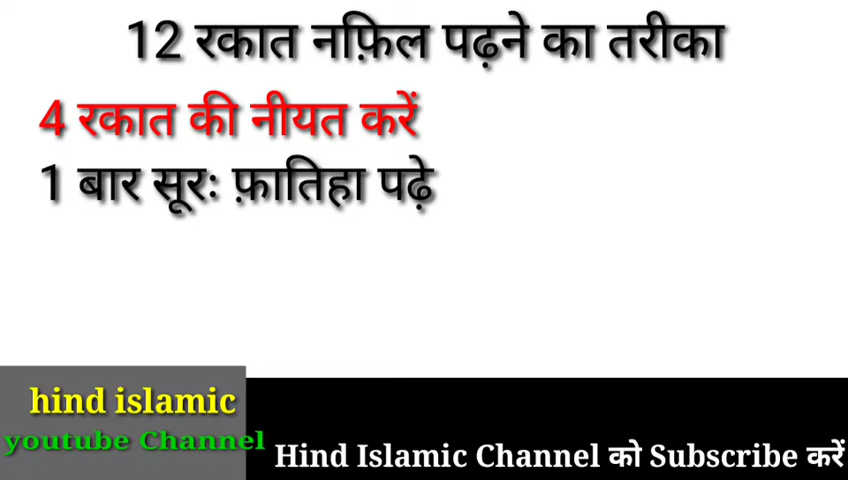 12 रकात नफ़िल पढ़ने का तरीका
4 रकात की नीयत करें
1 बार सूरः फ़ातिहा पढ़े
hind islamic
youtube Channel
Hind Islamic Channel को Subscribe करें